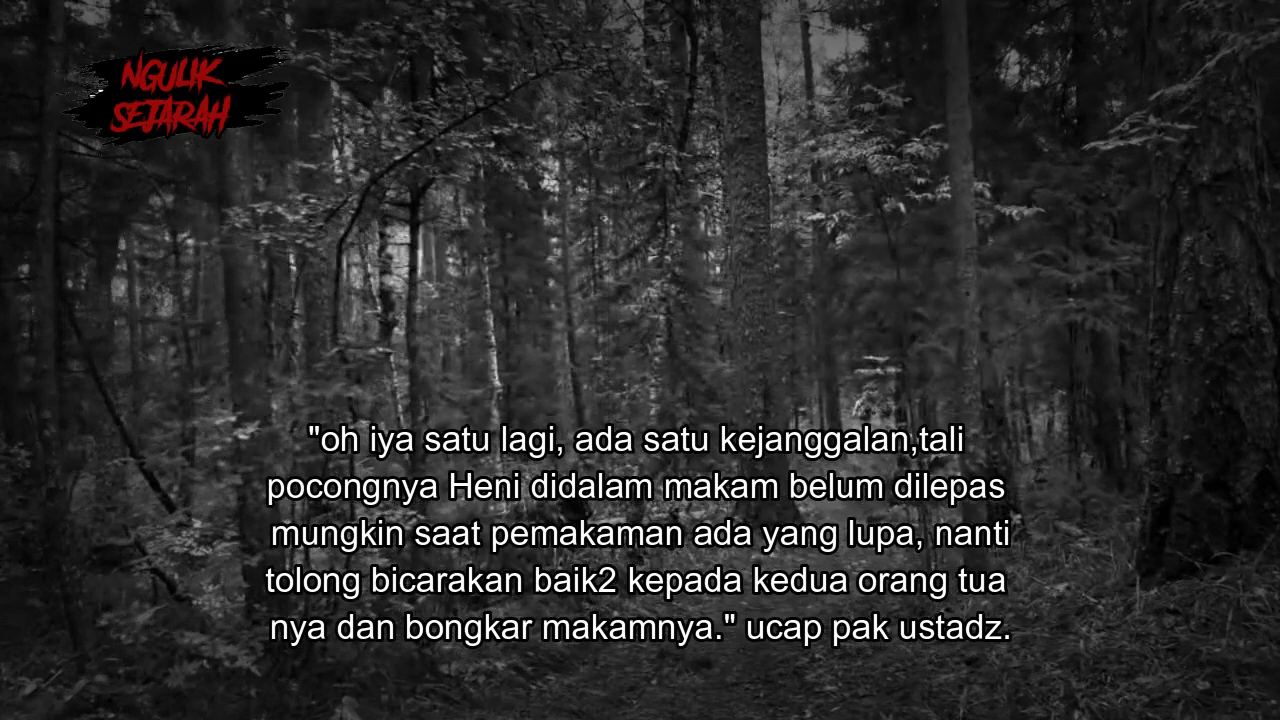 NGULIK
SEJARAH
"oh iya satu lagi, ada satu kejanggalan,tali
pocongnya Heni didalam makam belum dilepas
mungkin saat pemakaman ada yang lupa, nanti
tolong bicarakan baik2 kepada kedua orang tua
nya dan bongkar makamnya." ucap pak ustadz.